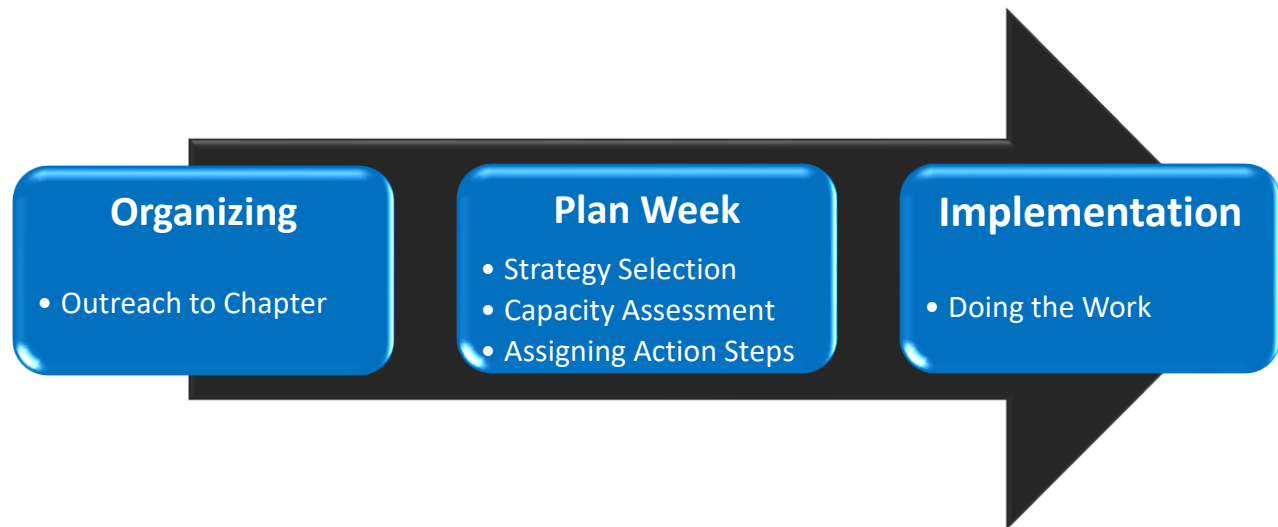 Organizing
• Outreach to Chapter
Plan Week
• Strategy Selection
• Capacity Assessment
• Assigning Action Steps
Implementation
• Doing the Work